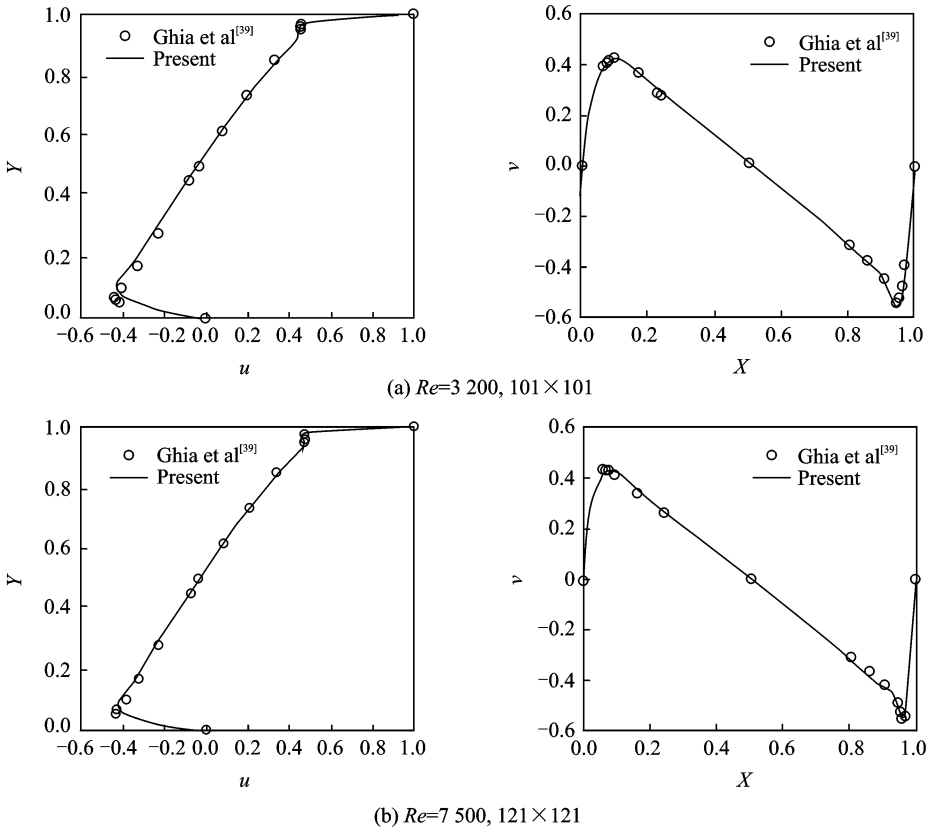 1.0
0.8
0.6
0.4
0.2
0.0
Y
Ghia et al[39]
Present
−0.6 −0.4 −0.2 0.0 0.2 0.4 0.6 0.8 1.0
u
0.6
0.4
0.2
0.0
−0.2
−0.4
−0.6
v
Ghia et al[39]
Present
0.0 0.2 0.4 0.6 0.8 1.0
X
(a) Re=3 200, 101×101
1.0
0.8
0.6
0.4
0.2
0.0
Y
Ghia et al[39]
Present
−0.6 −0.4 −0.2 0.0 0.2 0.4 0.6 0.8 1.0
u
0.6
0.4
0.2
0
−0.2
−0.4
−0.6
v
Ghia et al[39]
Present
0.0 0.2 0.4 0.6 0.8 1.0
X
(b) Re=7 500, 121×121